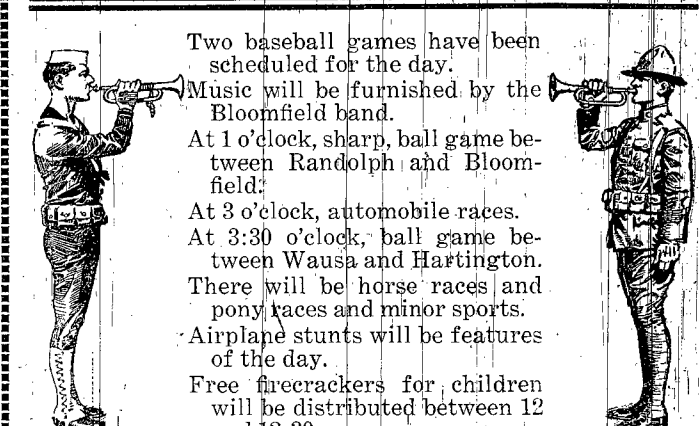 Two baseball games have been
scheduled for the day.
Music will be furnished by the
Bloomfield band.
At 1 o'clock, sharp, ball game be-
tween Randolph and Bloom-
field.
At 3 o'clock, automobile races.
At 3:30 o'clock, ball game be-
tween Wausa and Hartington.
There will be horse races and
pony races and minor sports.
Airplane stunts will be features
of the day.
Free firecrackers for children
will be distributed between 12